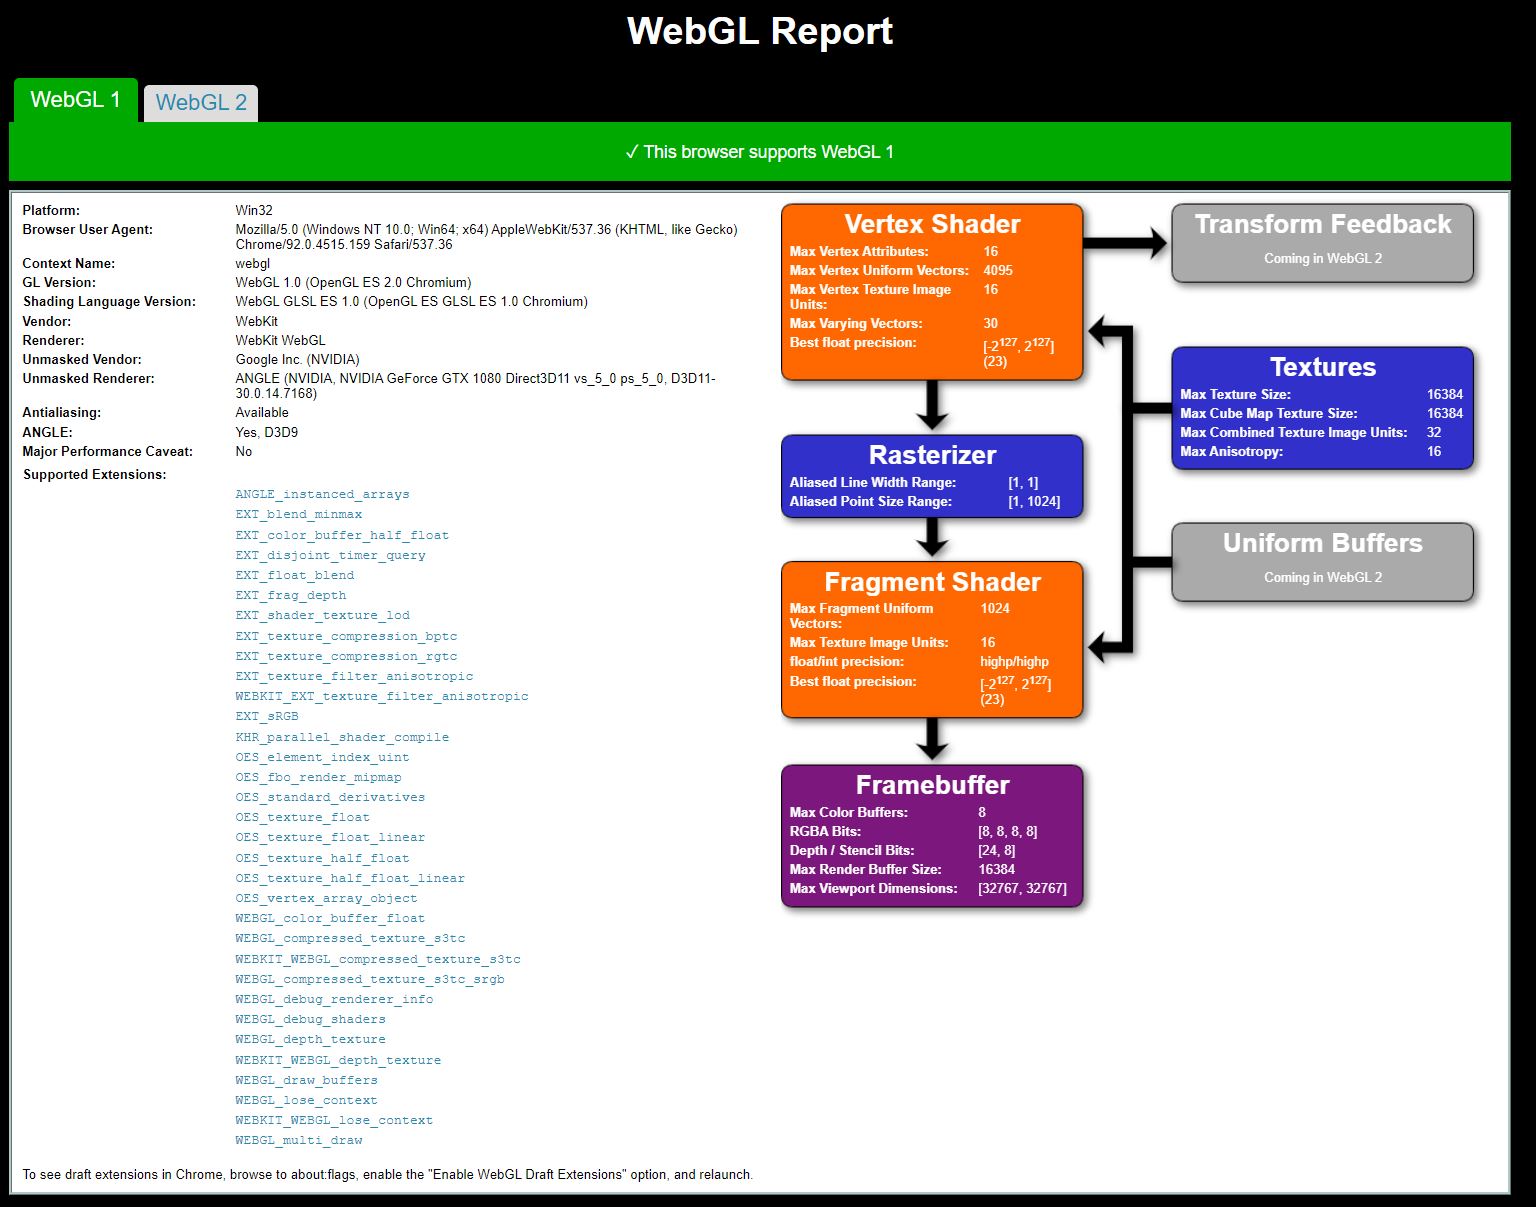 WebGL Report
WebGL 1
WebGL 2
✓ This browser supports WebGL 1
Platform: Win32
Browser User Agent: Mozilla/5.0 (Windows NT 10.0; Win64; x64) AppleWebKit/537.36 (KHTML, like Gecko)
Chrome/92.0.4515.159 Safari/537.36
Context Name: webgl
GL Version: WebGL 1.0 (OpenGL ES 2.0 Chromium)
Shading Language Version: WebGL GLSL ES 1.0 (OpenGL ES GLSL ES 1.0 Chromium)
Vendor: WebKit
Renderer: WebKit WebGL
Unmasked Vendor: Google Inc. (NVIDIA)
Unmasked Renderer: ANGLE (NVIDIA, NVIDIA GeForce GTX 1080 Direct3D11 vs_5_0 ps_5_0, D3D11-
30.0.14.7168)
Antialiasing: Available
ANGLE: Yes, D3D9
Major Performance Caveat: No
Supported Extensions:
ANGLE_instanced_arrays
EXT_blend_minmax
EXT_color_buffer_half_float
EXT_disjoint_timer_query
EXT_float_blend
EXT_frag_depth
EXT_shader_texture_lod
EXT_texture_compression_bptc
EXT_texture_compression_rgtc
EXT_texture_filter_anisotropic
WEBKIT_EXT_texture_filter_anisotropic
EXT_sRGB
KHR_parallel_shader_compile
OES_element_index_uint
OES_fbo_render_mipmap
OES_standard_derivatives
OES_texture_float
OES_texture_float_linear
OES_texture_half_float
OES_texture_half_float_linear
OES_vertex_array_object
WEBGL_color_buffer_float
WEBGL_compressed_texture_s3tc
WEBKIT_WEBGL_compressed_texture_s3tc
WEBGL_compressed_texture_s3tc_srgb
WEBGL_debug_renderer_info
WEBGL_debug_shaders
WEBGL_depth_texture
WEBKIT_WEBGL_depth_texture
WEBGL_draw_buffers
WEBGL_lose_context
WEBKIT_WEBGL_lose_context
WEBGL_multi_draw
To see draft extensions in Chrome, browse to about:flags, enable the "Enable WebGL Draft Extensions" option, and relaunch.
Vertex Shader
Max Vertex Attributes: 16
Max Vertex Uniform Vectors: 4095
Max Vertex Texture Image 16
Units:
Max Varying Vectors: 30
Best float precision: [-2¹²⁷, 2¹²⁷]
(23)
Rasterizer
Aliased Line Width Range: [1, 1]
Aliased Point Size Range: [1, 1024]
Fragment Shader
Max Fragment Uniform 1024
Vectors:
Max Texture Image Units: 16
float/int precision: highp/highp
Best float precision: [-2¹²⁷, 2¹²⁷]
(23)
Framebuffer
Max Color Buffers: 8
RGBA Bits: [8, 8, 8, 8]
Depth / Stencil Bits: [24, 8]
Max Render Buffer Size: 16384
Max Viewport Dimensions: [32767, 32767]
Transform Feedback
Coming in WebGL 2
Textures
Max Texture Size: 16384
Max Cube Map Texture Size: 16384
Max Combined Texture Image Units: 32
Max Anisotropy: 16
Uniform Buffers
Coming in WebGL 2